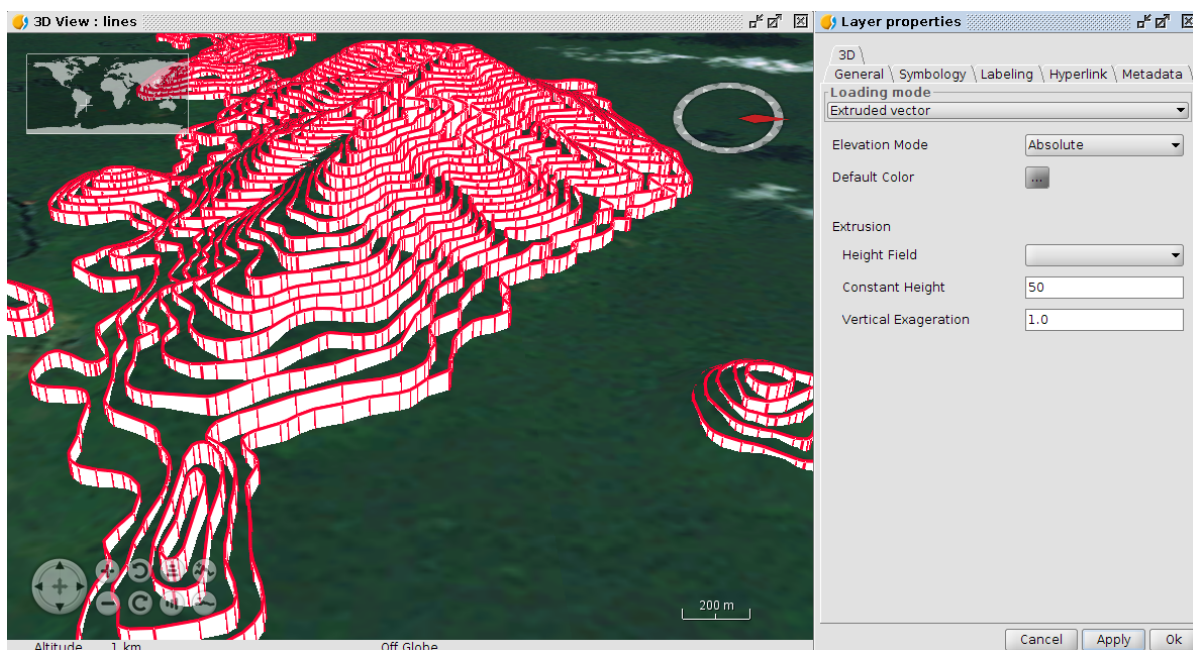 3D View : lines
200 m
Altitude 1 km Off Globe
Layer properties
3D
General Symbology Labeling Hyperlink Metadata
Loading mode
Extruded vector
Elevation Mode Absolute
Default Color ...
Extrusion
Height Field
Constant Height 50
Vertical Exageration 1.0
Cancel Apply Ok